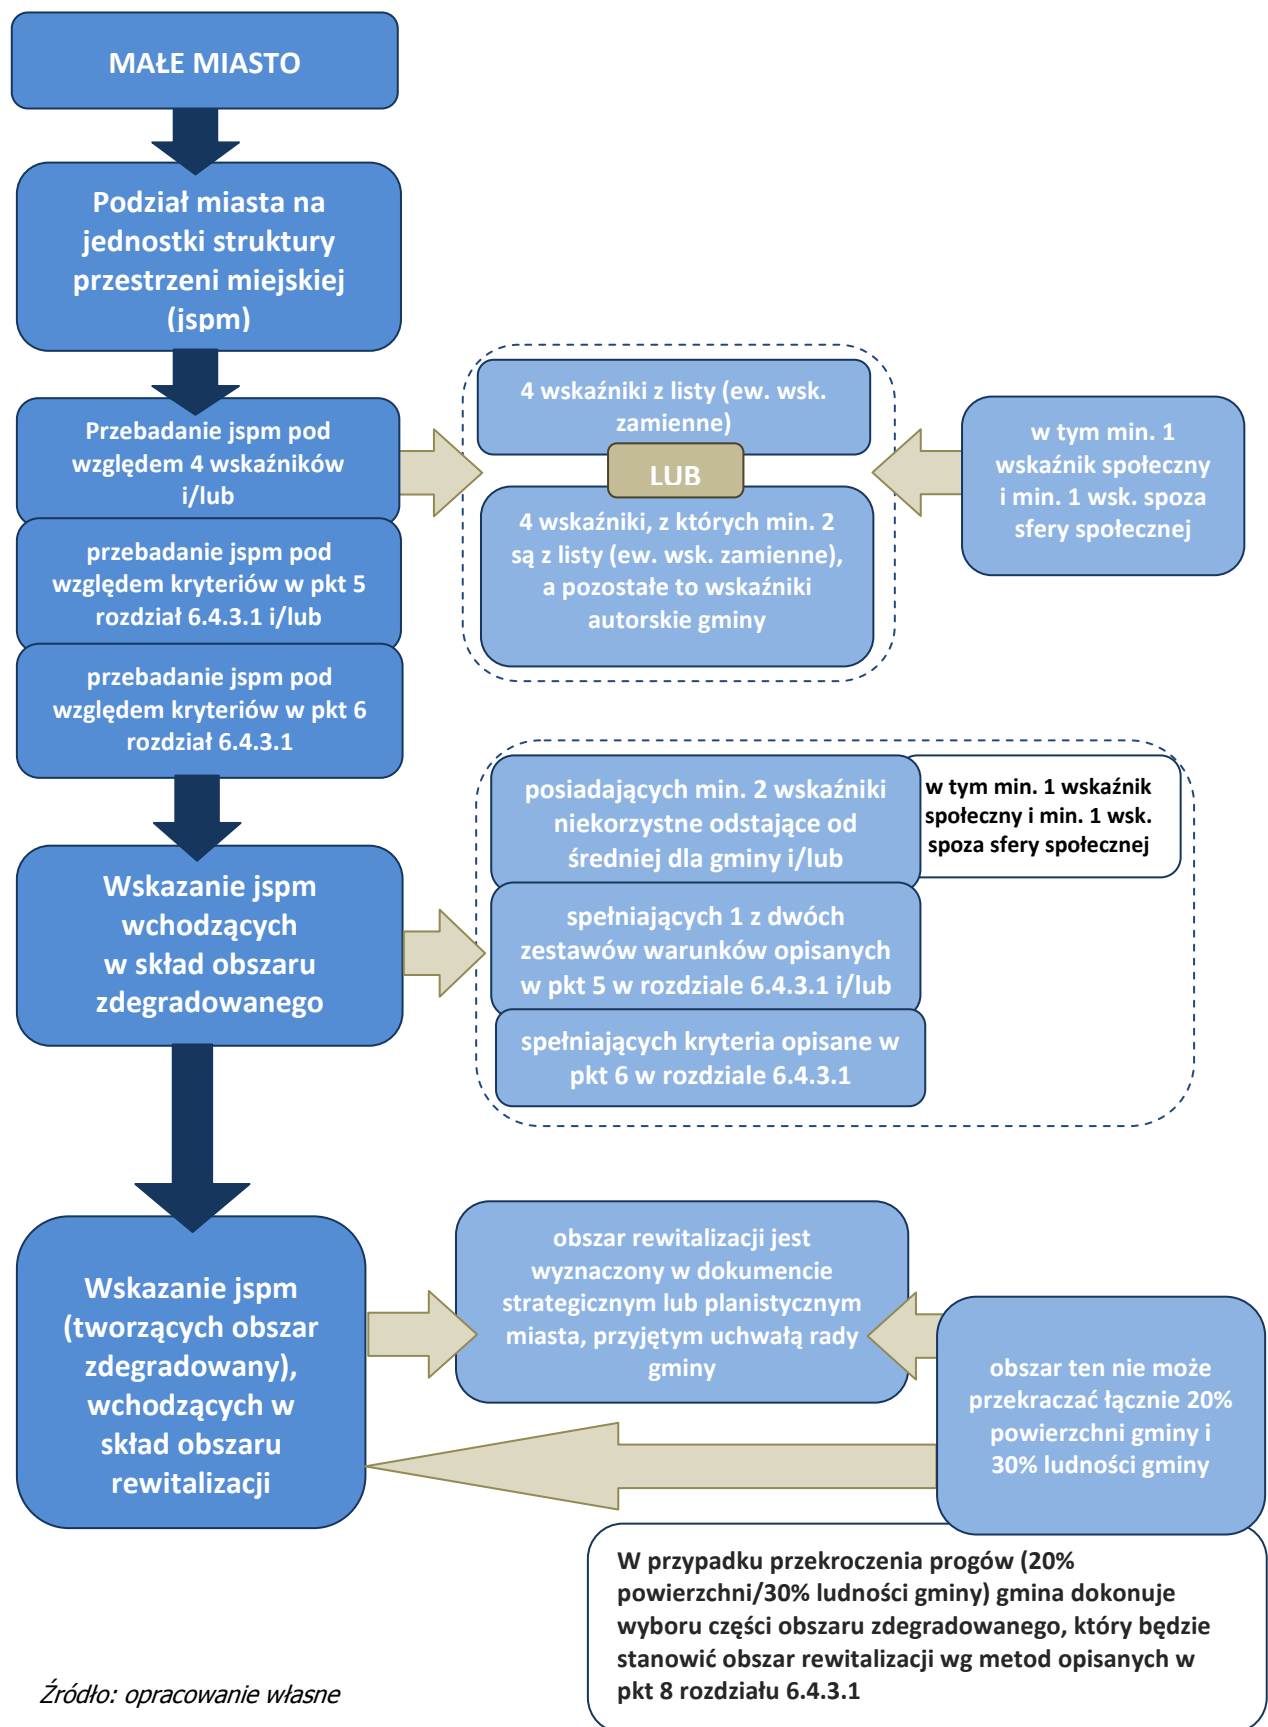 MAŁE MIASTO
Podział miasta na
jednostki struktury
przestrzeni miejskiej
(jspm)
Przebadanie jspm pod
względem 4 wskaźników
i/lub
przebadanie jspm pod
względem kryteriów w pkt 5
rozdział 6.4.3.1 i/lub
przebadanie jspm pod
względem kryteriów w pkt 6
rozdział 6.4.3.1
4 wskaźniki z listy (ew. wsk.
zamienne)
LUB
4 wskaźniki, z których min. 2
są z listy (ew. wsk. zamienne),
a pozostałe to wskaźniki
autorskie gminy
w tym min. 1
wskaźnik społeczny
i min. 1 wsk. spoza
sfery społecznej
Wskazanie jspm
wchodzących
w skład obszaru
zdegradowanego
posiadających min. 2 wskaźniki
niekorzystne odstające od
średniej dla gminy i/lub
w tym min. 1 wskaźnik
społeczny i min. 1 wsk.
spoza sfery społecznej
spełniających 1 z dwóch
zestawów warunków opisanych
w pkt 5 w rozdziale 6.4.3.1 i/lub
spełniających kryteria opisane w
pkt 6 w rozdziale 6.4.3.1
Wskazanie jspm
(tworzących obszar
zdegradowany),
wchodzących w
skład obszaru
rewitalizacji
obszar rewitalizacji jest
wyznaczony w dokumencie
strategicznym lub planistycznym
miasta, przyjętym uchwałą rady
gminy
obszar ten nie może
przekraczać łącznie 20%
powierzchni gminy i
30% ludności gminy
W przypadku przekroczenia progów (20%
powierzchni/30% ludności gminy) gmina dokonuje
wyboru części obszaru zdegradowanego, który będzie
stanowić obszar rewitalizacji wg metod opisanych w
pkt 8 rozdziału 6.4.3.1
Źródło: opracowanie własne